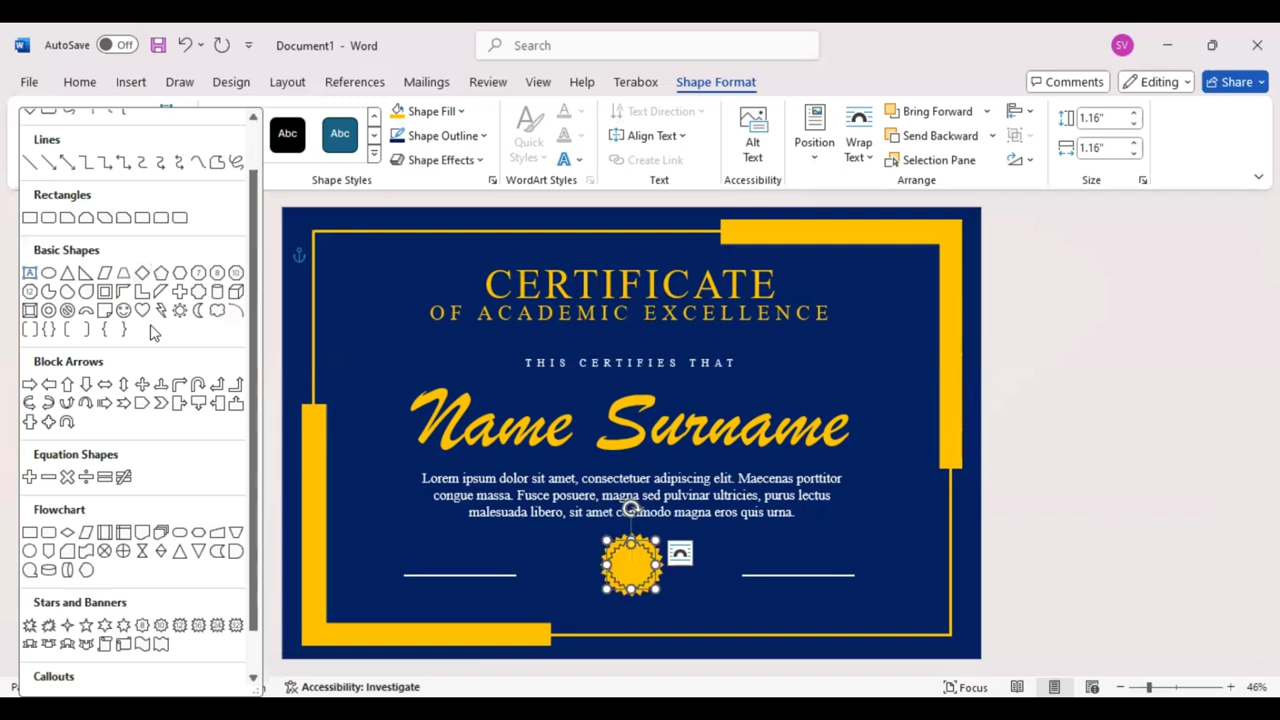 AutoSave Off Document1 - Word Search SV
File Home Insert Draw Design Layout References Mailings Review View Help Terabox Shape Format Comments Editing Share
Lines
Rectangles
Basic Shapes
A 7 8 10
12
Block Arrows
Equation Shapes
Flowchart
Stars and Banners
Callouts
Abc Abc
Shape Fill
Shape Outline
Shape Effects
Shape Styles
Quick Styles
WordArt Styles
Text Direction
Align Text
Create Link
Text
Alt Text
Accessibility
Position
Wrap Text
Bring Forward
Send Backward
Selection Pane
Arrange
1.16"
1.16"
Size
CERTIFICATE
OF ACADEMIC EXCELLENCE
THIS CERTIFIES THAT
Name Surname
Lorem ipsum dolor sit amet, consectetuer adipiscing elit. Maecenas porttitor
congue massa. Fusce posuere, magna sed pulvinar ultricies, purus lectus
malesuada libero, sit amet commodo magna eros quis urna.
Accessibility: Investigate Focus 46%